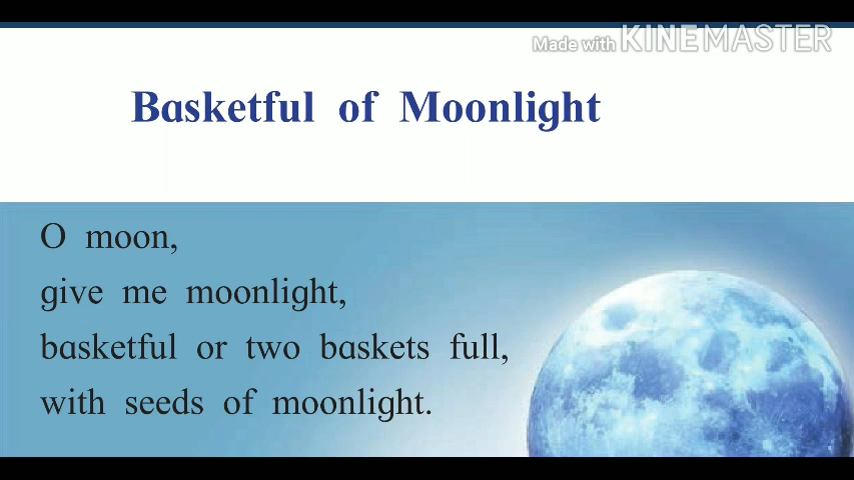 Made with KINEMASTER
Basketful of Moonlight
O moon,
give me moonlight,
basketful or two baskets full,
with seeds of moonlight.